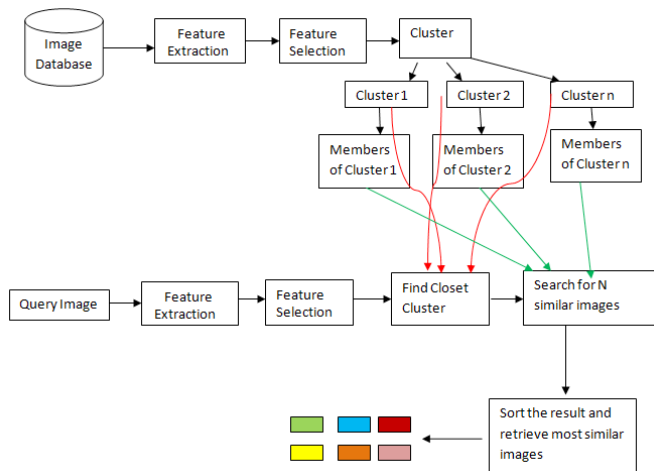 Image
Database
Feature
Extraction
Feature
Selection
Cluster
Cluster 1
Cluster 2
Cluster n
Members
of Cluster1
Members
of Cluster 2
Members
of Cluster n
Query Image
Feature
Extraction
Feature
Selection
Find Closet
Cluster
Search for N
similar images
Sort the result and
retrieve most similar
images